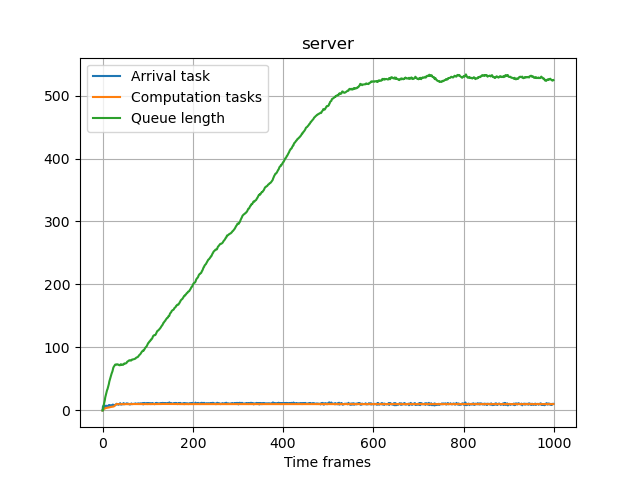 server
Arrival task
Computation tasks
Queue length
500
400
300
200
100
0
0 200 400 600 800 1000
Time frames